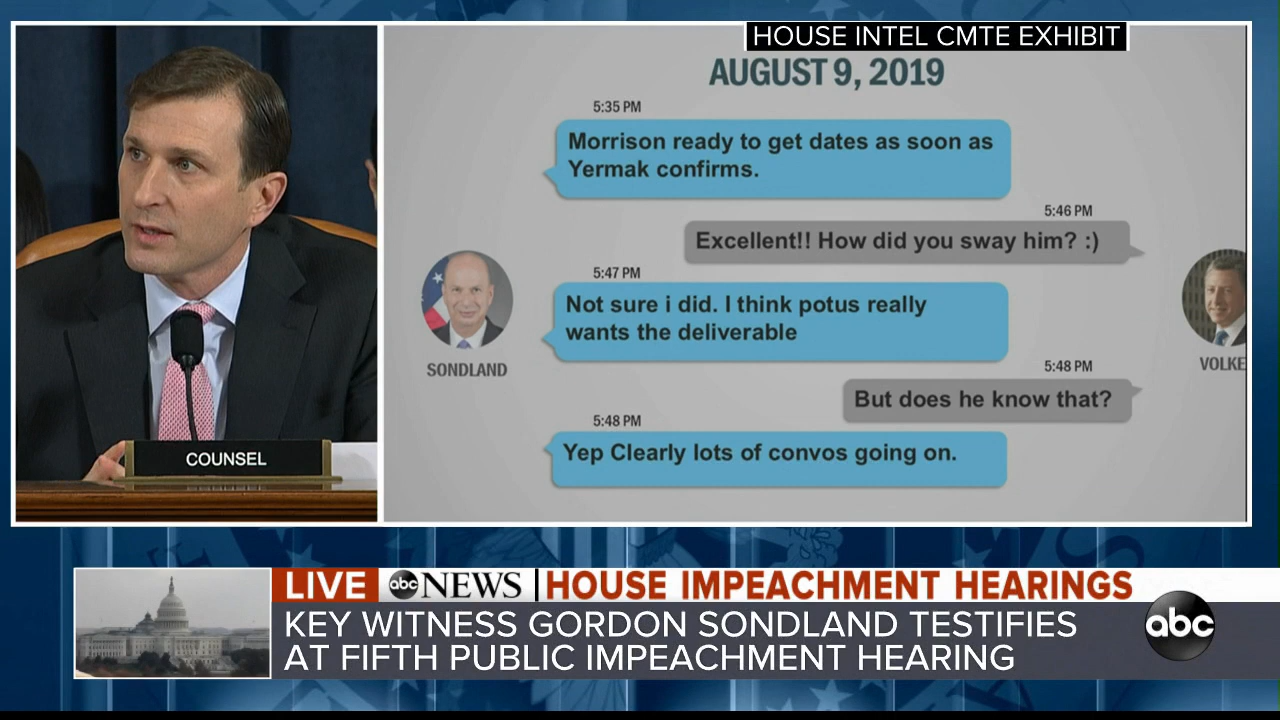 HOUSE INTEL CMTE EXHIBIT
AUGUST 9, 2019
5:35 PM
Morrison ready to get dates as soon as
Yermak confirms.
5:46 PM
Excellent!! How did you sway him? :)
5:47 PM
Not sure i did. I think potus really
wants the deliverable
5:48 PM
But does he know that?
5:48 PM
Yep Clearly lots of convos going on.
SONDLAND
VOLKE
COUNSEL
LIVE abc NEWS HOUSE IMPEACHMENT HEARINGS
KEY WITNESS GORDON SONDLAND TESTIFIES
AT FIFTH PUBLIC IMPEACHMENT HEARING
abc